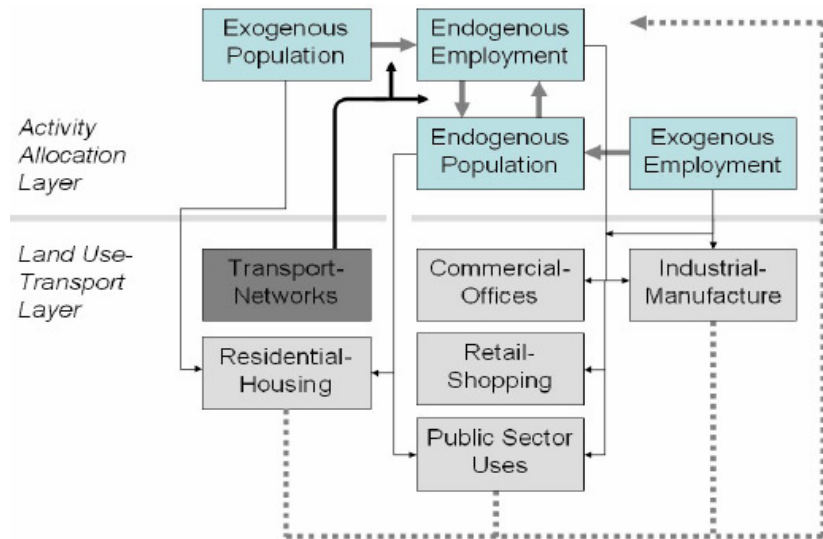 Exogenous
Population
Endogenous
Employment
Activity
Allocation
Layer
Endogenous
Population
Exogenous
Employment
Land Use-
Transport
Layer
Transport-
Networks
Commercial-
Offices
Industrial-
Manufacture
Residential-
Housing
Retail-
Shopping
Public Sector
Uses